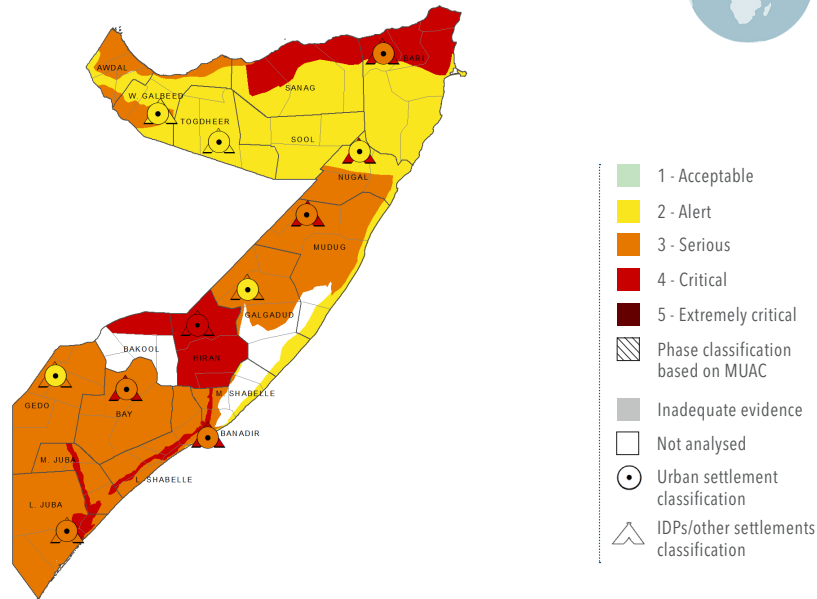 AWDAL
BARI
SANAG
W. GALBEED
TOGDHEER
SOOL
NUGAL
MUDUG
GALGADUD
BAKOOL
HIRAN
M. SHABELLE
GEDO
BAY
BANADIR
M. JUBA
L. SHABELLE
L. JUBA
1 - Acceptable
2 - Alert
3 - Serious
4 - Critical
5 - Extremely critical
Phase classification
based on MUAC
Inadequate evidence
Not analysed
Urban settlement
classification
IDPs/other settlements
classification